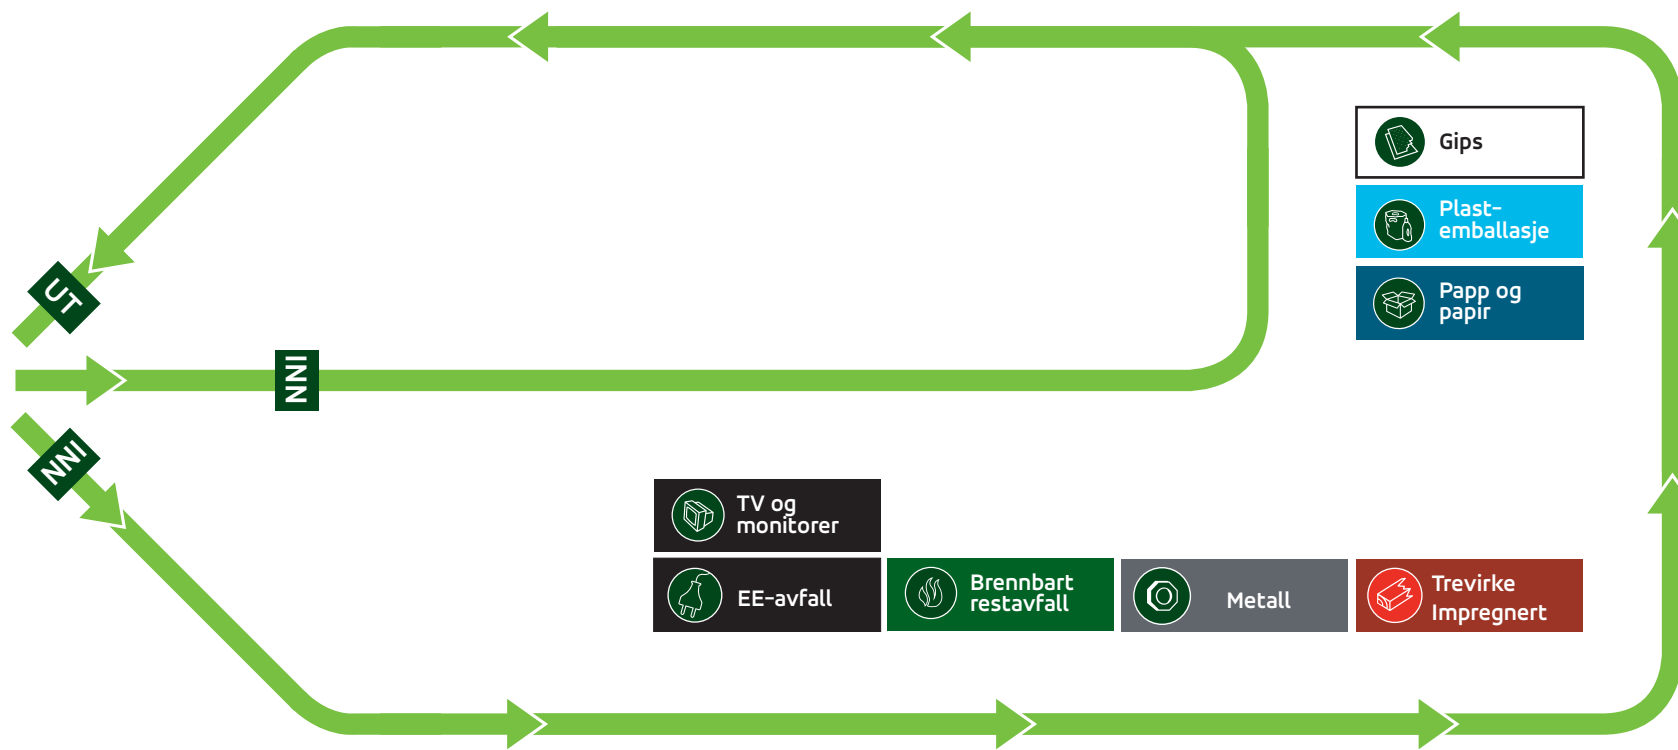 Gips
Plast-
emballasje
Papp og
papir
UT
INN
INN
TV og
monitorer
EE-avfall
Brennbart
restavfall
Metall
Trevirke
Impregnert